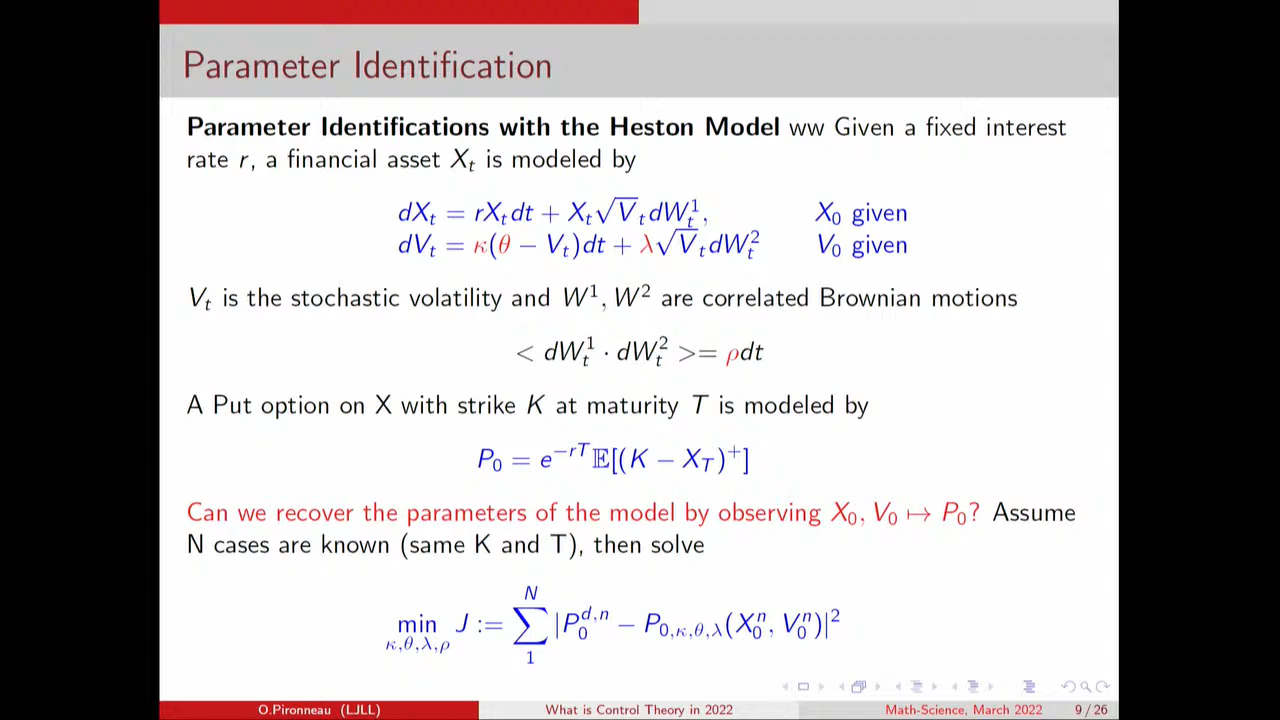 Parameter Identification
Parameter Identifications with the Heston Model ww Given a fixed interest
rate r, a financial asset X_t is modeled by
dX_t = rX_t dt + X_t √V_t dW_t^1, X_0 given
dV_t = κ(θ − V_t)dt + λ√V_t dW_t^2 V_0 given
V_t is the stochastic volatility and W^1, W^2 are correlated Brownian motions
< dW_t^1 · dW_t^2 >= ρdt
A Put option on X with strike K at maturity T is modeled by
P_0 = e^{−rT} 𝔼[(K − X_T)^+]
Can we recover the parameters of the model by observing X_0, V_0 ↦ P_0? Assume
N cases are known (same K and T), then solve
min_{κ,θ,λ,ρ} J := ∑_1^N |P_0^{d,n} − P_{0,κ,θ,λ}(X_0^n, V_0^n)|^2
O.Pironneau (LJLL) What is Control Theory in 2022 Math-Science, March 2022 9 / 26